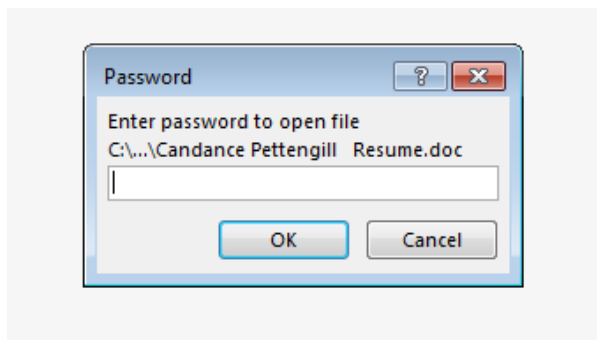 Password
?
Enter password to open file
C:\...\Candance Pettengill   Resume.doc
OK
Cancel